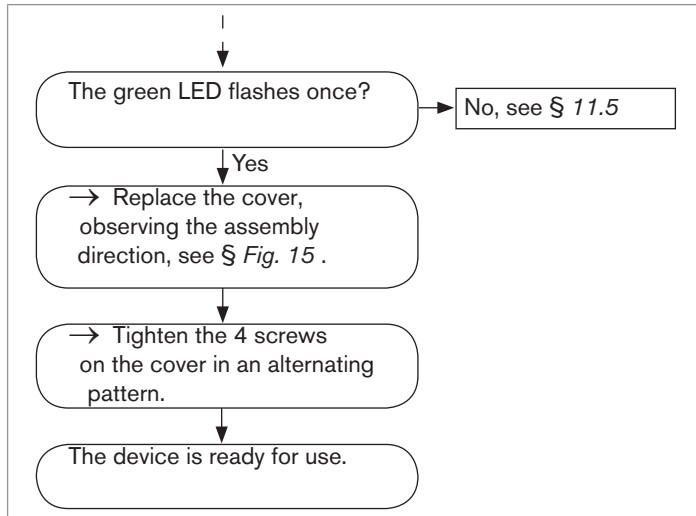 The green LED flashes once?
No, see § 11.5
Yes
→ Replace the cover,
observing the assembly
direction, see § Fig. 15 .
→ Tighten the 4 screws
on the cover in an alternating
pattern.
The device is ready for use.